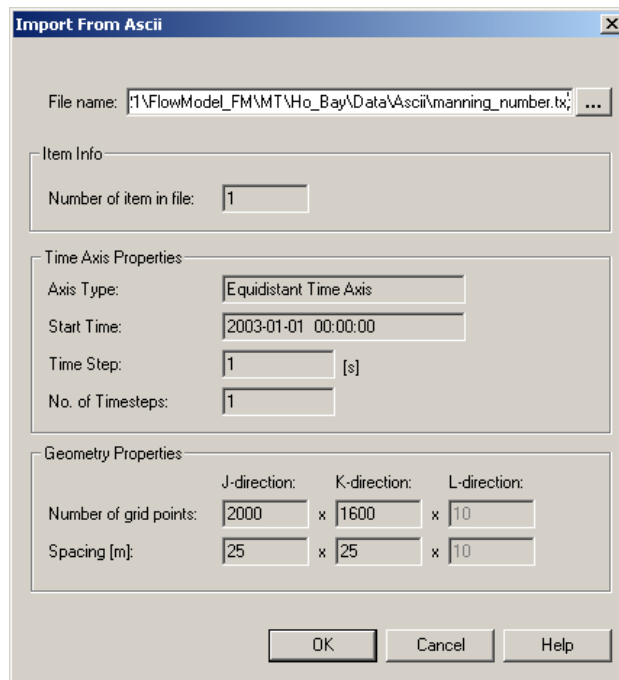 Import From Ascii
File name: :1\FlowModel_FM\MT\Ho_Bay\Data\Ascii\manning_number.tx ...
Item Info
Number of item in file: 1
Time Axis Properties
Axis Type: Equidistant Time Axis
Start Time: 2003-01-01 00:00:00
Time Step: 1 [s]
No. of Timesteps: 1
Geometry Properties
J-direction: K-direction: L-direction:
Number of grid points: 2000 x 1600 x 10
Spacing [m]: 25 x 25 x 10
OK Cancel Help